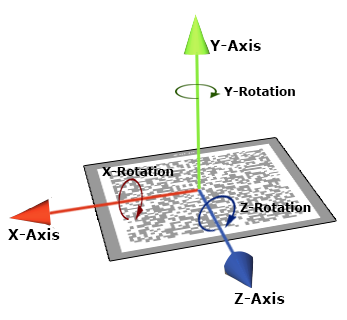 Y-Axis
Y-Rotation
X-Rotation
Z-Rotation
X-Axis
Z-Axis